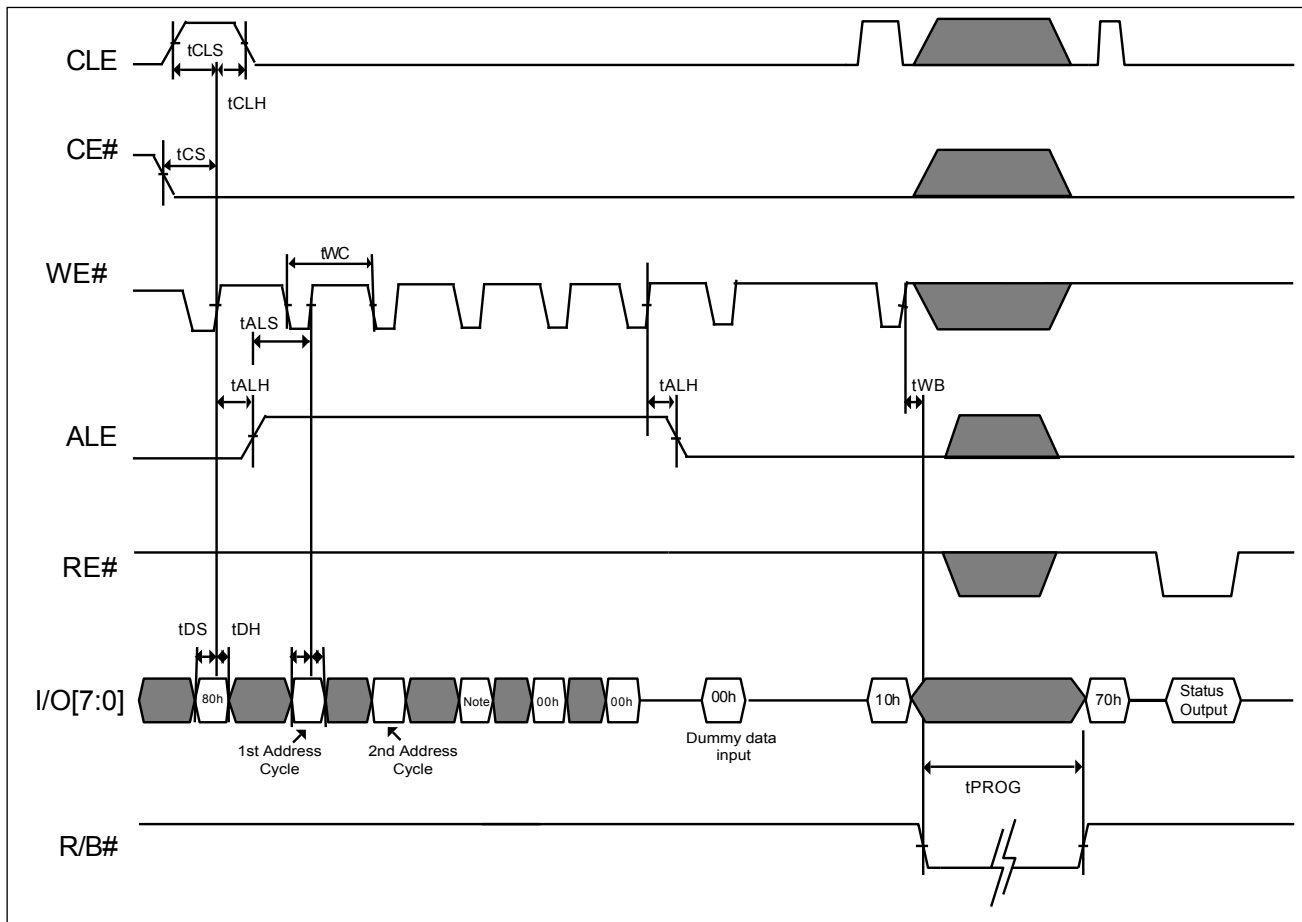 CLE
tCLS
tCLH
CE#
tCS
WE#
tWC
tALS
tALH
tALH
tWB
ALE
RE#
tDS
tDH
I/O[7:0]
80h
Note
00h
00h
00h
10h
70h
Status
Output
1st Address
Cycle
2nd Address
Cycle
Dummy data
input
tPROG
R/B#